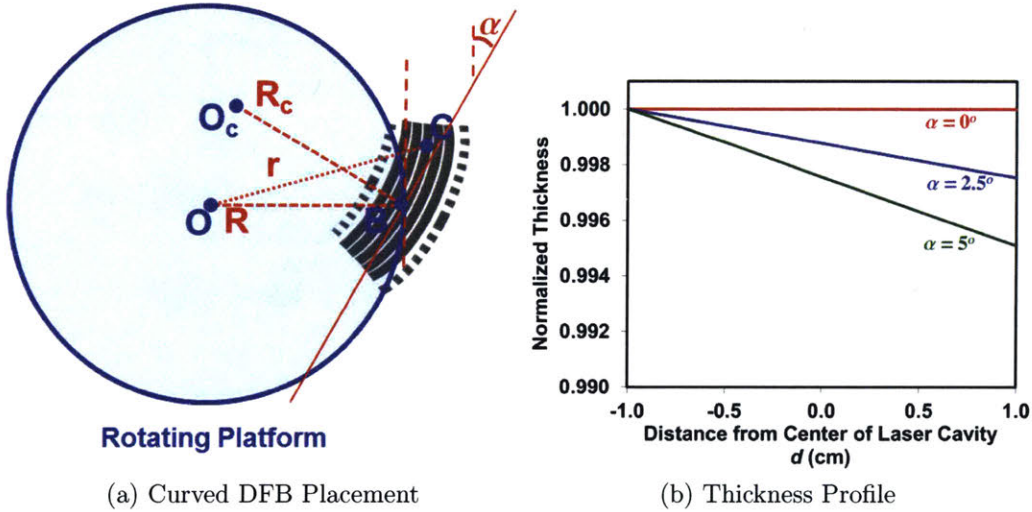 α
R_c
O_c
C
r
O
R
B
Rotating Platform
(a) Curved DFB Placement
Normalized Thickness
1.000
0.998
0.996
0.994
0.992
0.990
α = 0°
α = 2.5°
α = 5°
-1.0 -0.5 0.0 0.5 1.0
Distance from Center of Laser Cavity
d (cm)
(b) Thickness Profile